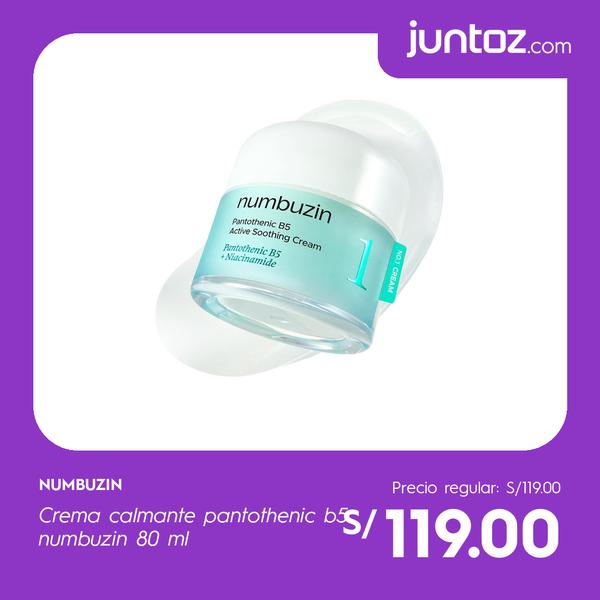 juntoz.com
numbuzin
Pantothenic B5
Active Soothing Cream
Pantothenic B5
+ Niacinamide
1
NO.1 CREAM
NUMBUZIN
Crema calmante pantothenic b5
numbuzin 80 ml
Precio regular: S/119.00
S/119.00